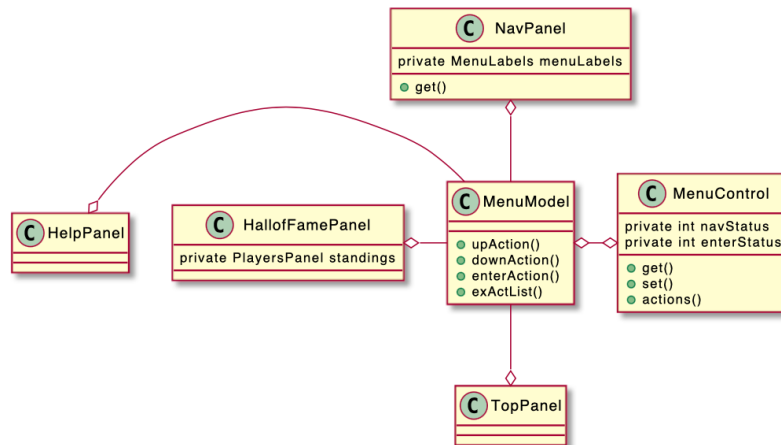 C NavPanel
private MenuLabels menuLabels
get()
C MenuModel
upAction()
downAction()
enterAction()
exActList()
C MenuControl
private int navStatus
private int enterStatus
get()
set()
actions()
C HallofFamePanel
private PlayersPanel standings
C HelpPanel
C TopPanel